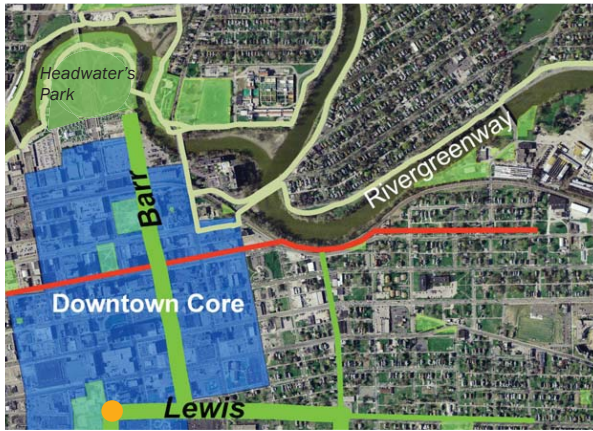 Headwater's
Park
Barr
Rivergreenway
Downtown Core
Lewis